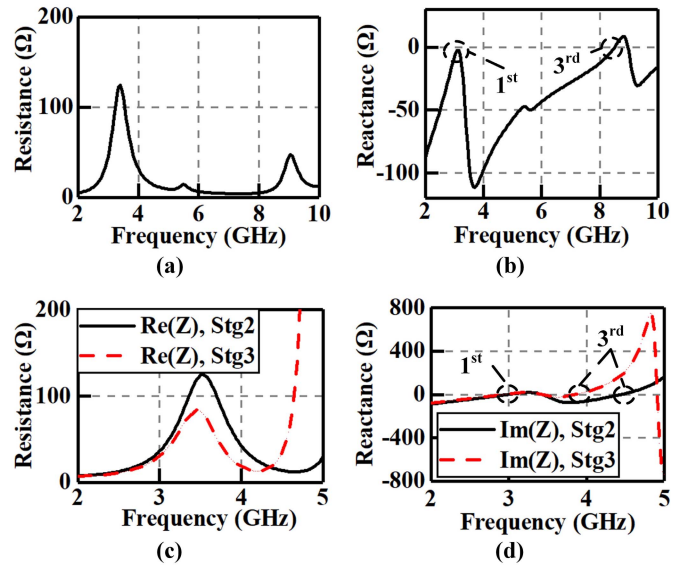 200
100
0
2 4 6 8 10
Resistance (Ω)
Frequency (GHz)
(a)
0
-50
-100
2 4 6 8 10
Reactance (Ω)
1st
3rd
Frequency (GHz)
(b)
200
100
0
2 3 4 5
Resistance (Ω)
Re(Z), Stg2
Re(Z), Stg3
Frequency (GHz)
(c)
800
400
0
-400
-800
2 3 4 5
Reactance (Ω)
1st
3rd
Im(Z), Stg2
Im(Z), Stg3
Frequency (GHz)
(d)